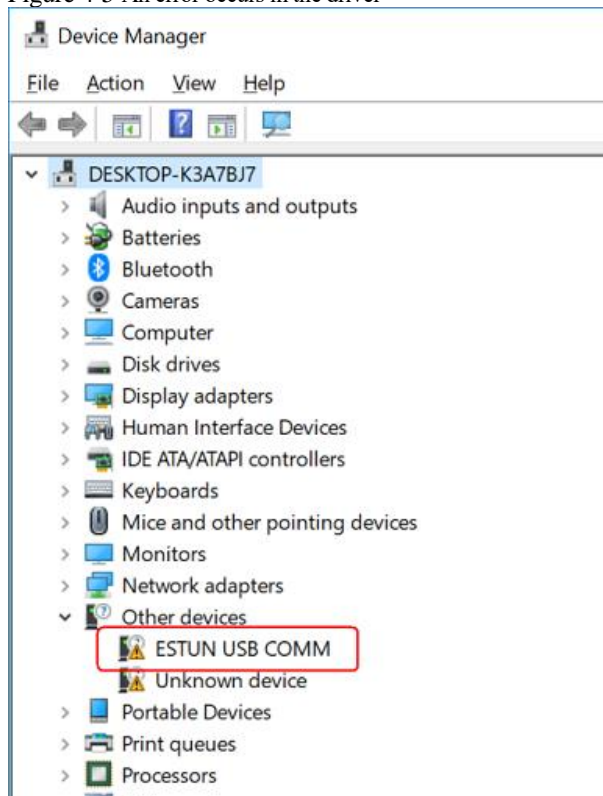 Figure 4-3 An error occurs in the driver
Device Manager
File Action View Help
DESKTOP-K3A7BJ7
Audio inputs and outputs
Batteries
Bluetooth
Cameras
Computer
Disk drives
Display adapters
Human Interface Devices
IDE ATA/ATAPI controllers
Keyboards
Mice and other pointing devices
Monitors
Network adapters
Other devices
ESTUN USB COMM
Unknown device
Portable Devices
Print queues
Processors